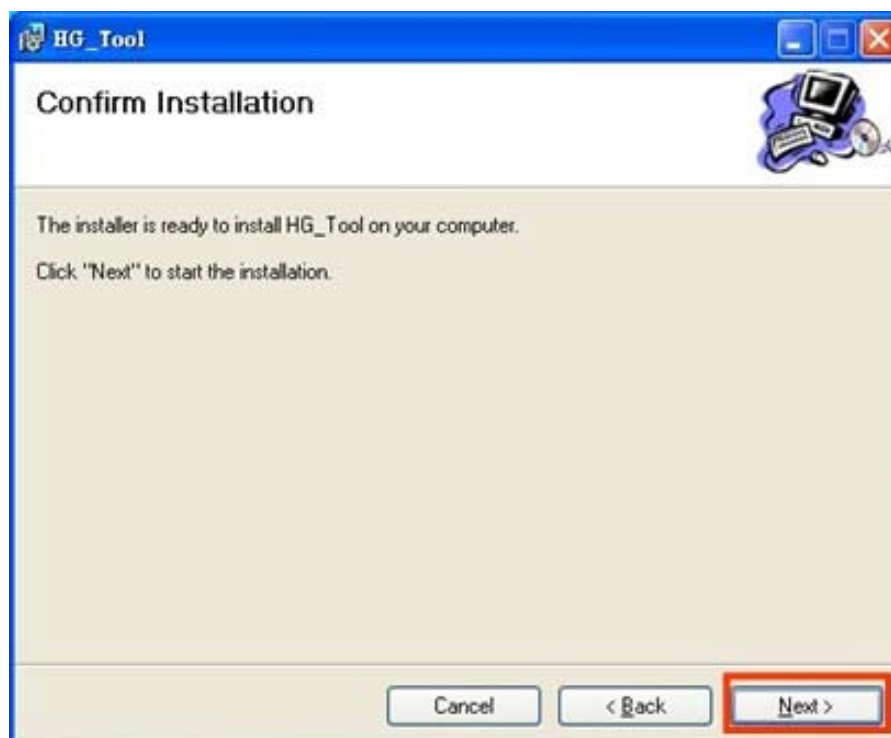 HG_Tool
Confirm Installation
The installer is ready to install HG_Tool on your computer.
Click "Next" to start the installation.
Cancel
< Back
Next >